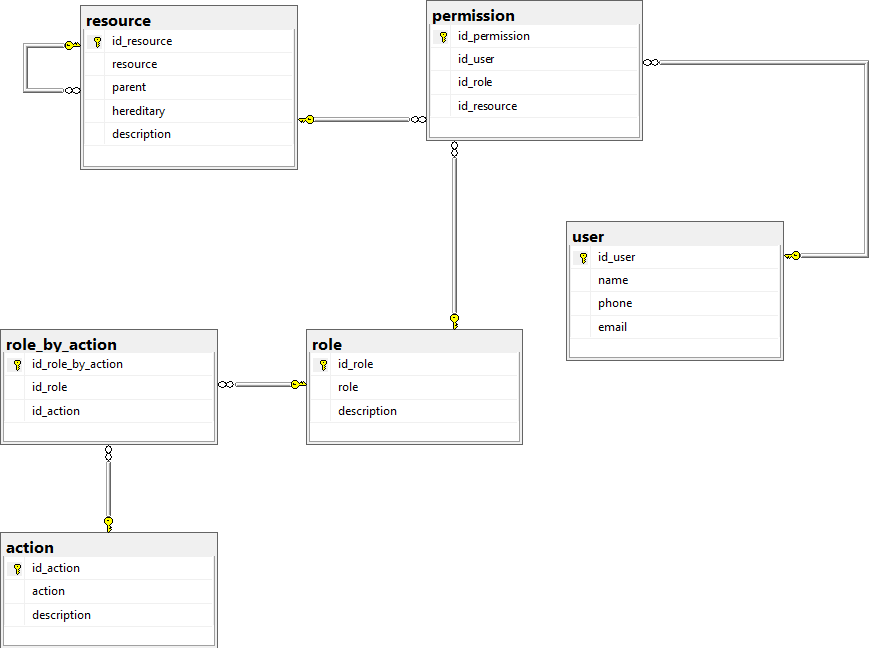 resource
id_resource
resource
parent
hereditary
description
permission
id_permission
id_user
id_role
id_resource
user
id_user
name
phone
email
role_by_action
id_role_by_action
id_role
id_action
role
id_role
role
description
action
id_action
action
description